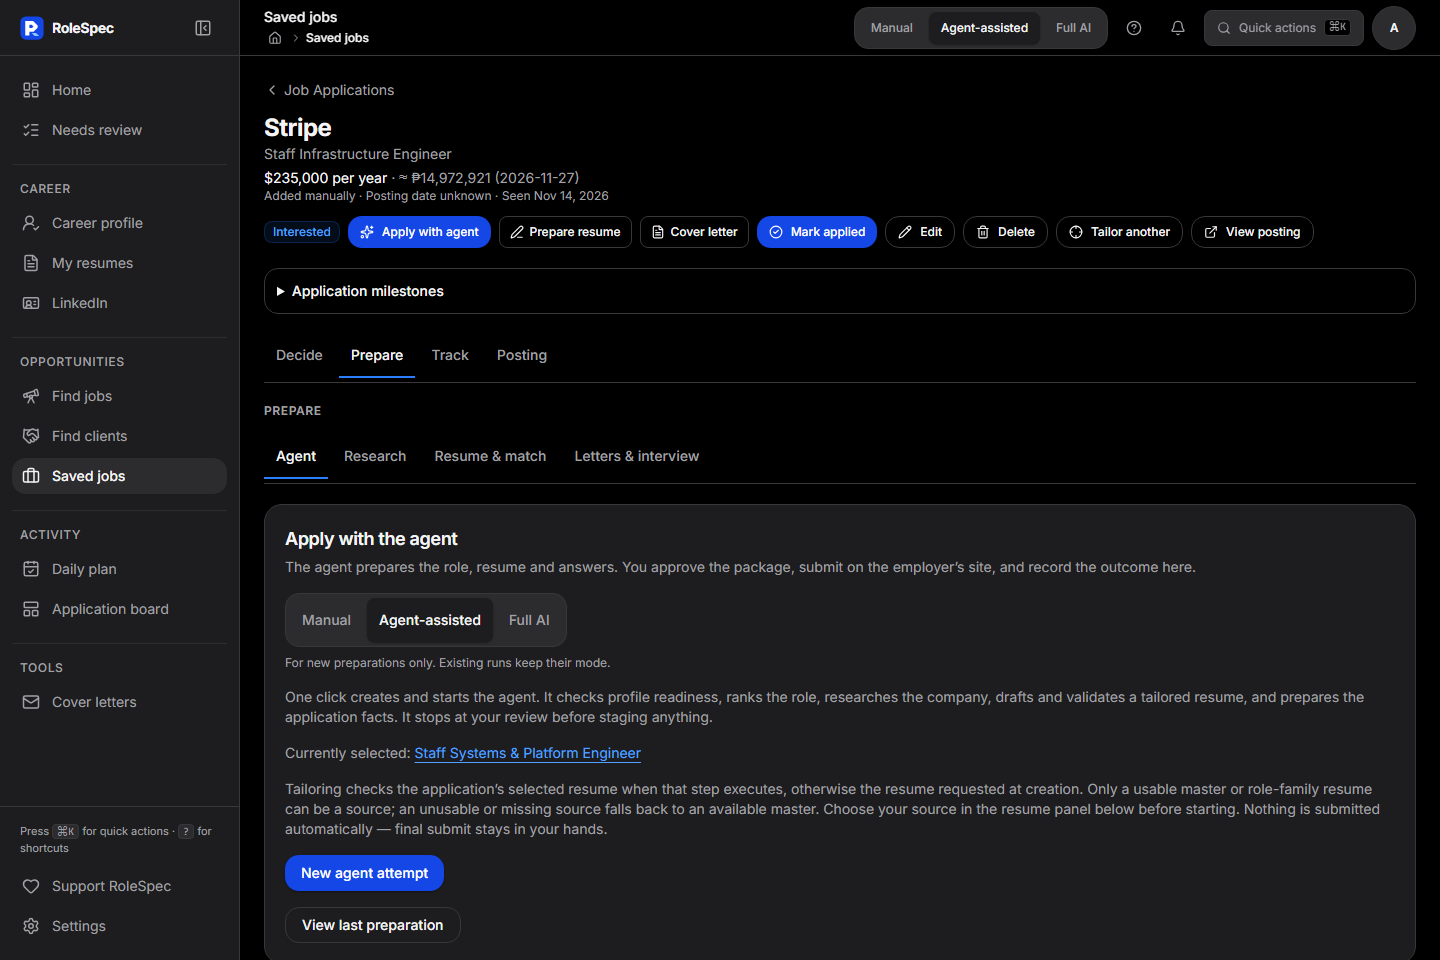 RoleSpec
Home
Needs review
CAREER
Career profile
My resumes
LinkedIn
OPPORTUNITIES
Find jobs
Find clients
Saved jobs
ACTIVITY
Daily plan
Application board
TOOLS
Cover letters
Press ⌘K for quick actions · ? for
shortcuts
Support RoleSpec
Settings
Saved jobs
Saved jobs
Manual Agent-assisted Full AI
Quick actions ⌘K
A
Job Applications
Stripe
Staff Infrastructure Engineer
$235,000 per year · ≈ ₱14,972,921 (2026-11-27)
Added manually · Posting date unknown · Seen Nov 14, 2026
Interested Apply with agent Prepare resume Cover letter Mark applied Edit Delete Tailor another View posting
Application milestones
Decide Prepare Track Posting
PREPARE
Agent Research Resume & match Letters & interview
Apply with the agent
The agent prepares the role, resume and answers. You approve the package, submit on the employer’s site, and record the outcome here.
Manual Agent-assisted Full AI
For new preparations only. Existing runs keep their mode.
One click creates and starts the agent. It checks profile readiness, ranks the role, researches the company, drafts and validates a tailored resume, and prepares the
application facts. It stops at your review before staging anything.
Currently selected: Staff Systems & Platform Engineer
Tailoring checks the application’s selected resume when that step executes, otherwise the resume requested at creation. Only a usable master or role-family resume
can be a source; an unusable or missing source falls back to an available master. Choose your source in the resume panel below before starting. Nothing is submitted
automatically — final submit stays in your hands.
New agent attempt
View last preparation